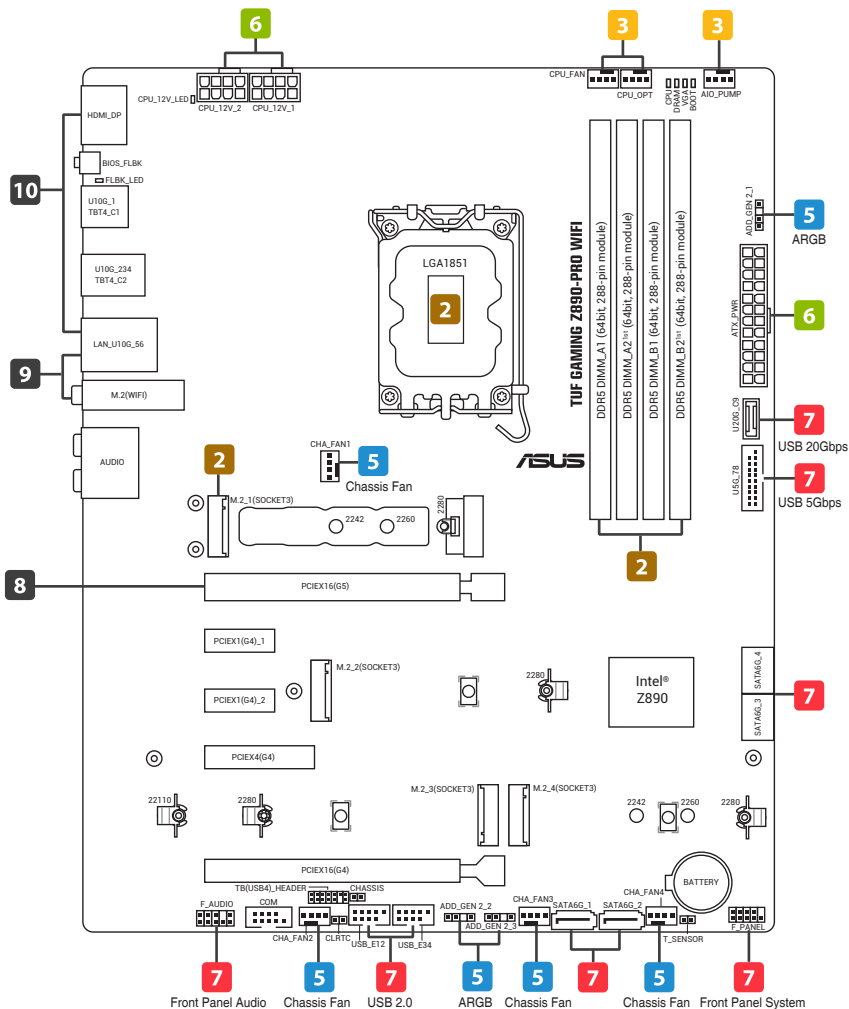 6
3
3
CPU_FAN
CPU_OPT
CPU
DRAM
VGA
BOOT
AIO_PUMP
CPU_12V_LED
CPU_12V_2
CPU_12V_1
HDMI_DP
BIOS_FLBK
FLBK_LED
10
U10G_1
TBT4_C1
U10G_234
TBT4_C2
LAN_U10G_56
9
M.2(WIFI)
AUDIO
LGA1851
2
TUF GAMING Z890-PRO WIFI
DDR5 DIMM_A1 (64bit, 288-pin module)
DDR5 DIMM_A2 1st (64bit, 288-pin module)
DDR5 DIMM_B1 (64bit, 288-pin module)
DDR5 DIMM_B2 1st (64bit, 288-pin module)
ADD_GEN 2_1
5
ARGB
ATX_PWR
6
U20G_C9
7
USB 20Gbps
U5G_78
7
USB 5Gbps
ASUS
2
CHA_FAN1
5
Chassis Fan
2
M.2_1(SOCKET3)
2242
2260
2280
8
PCIEX16(G5)
PCIEX1(G4)_1
M.2_2(SOCKET3)
2280
Intel®
Z890
SATA6G_4
SATA6G_3
7
PCIEX1(G4)_2
PCIEX4(G4)
22110
2280
M.2_3(SOCKET3)
M.2_4(SOCKET3)
2242
2260
2280
PCIEX16(G4)
BATTERY
TB(USB4)_HEADER
CHASSIS
F_AUDIO
COM
CHA_FAN2
CLRTC
USB_E12
USB_E34
ADD_GEN 2_2
ADD_GEN 2_3
CHA_FAN3
SATA6G_1
SATA6G_2
CHA_FAN4
T_SENSOR
F_PANEL
7
Front Panel Audio
5
Chassis Fan
7
USB 2.0
5
ARGB
5
Chassis Fan
7
5
Chassis Fan
7
Front Panel System